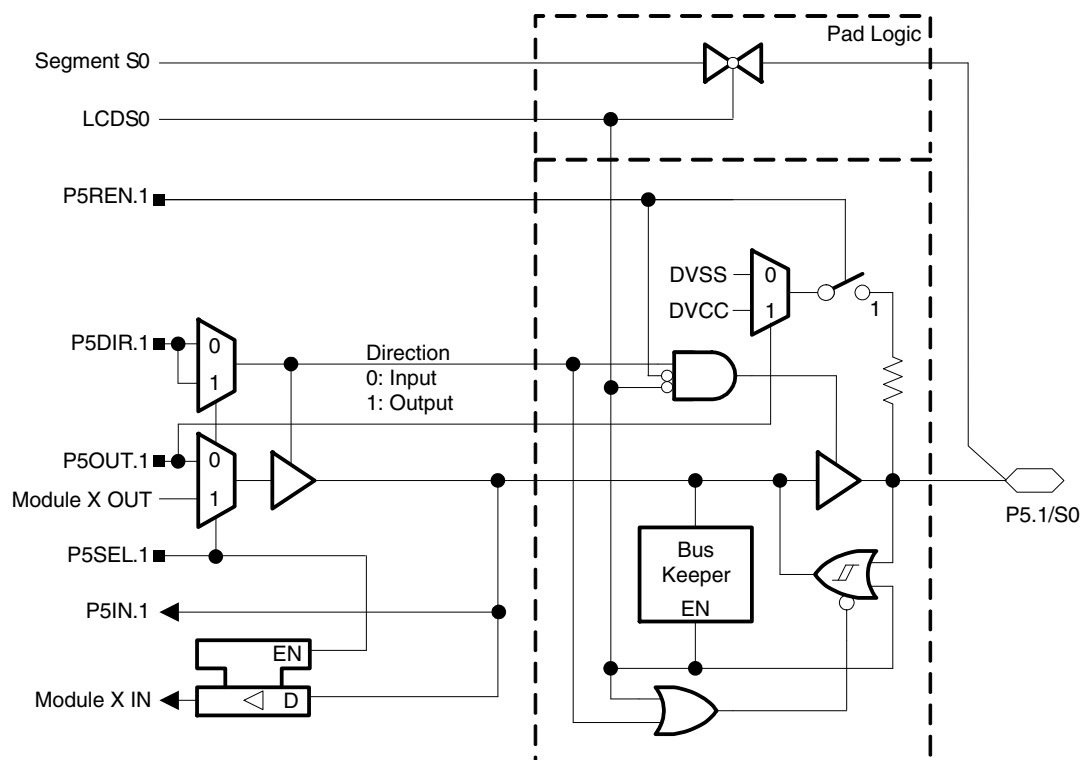 Pad Logic
Segment S0
LCDS0
P5REN.1
DVSS
0
DVCC
1
1
P5DIR.1
0
1
Direction
0: Input
1: Output
P5OUT.1
0
Module X OUT
1
P5.1/S0
P5SEL.1
Bus
Keeper
EN
P5IN.1
EN
Module X IN
D